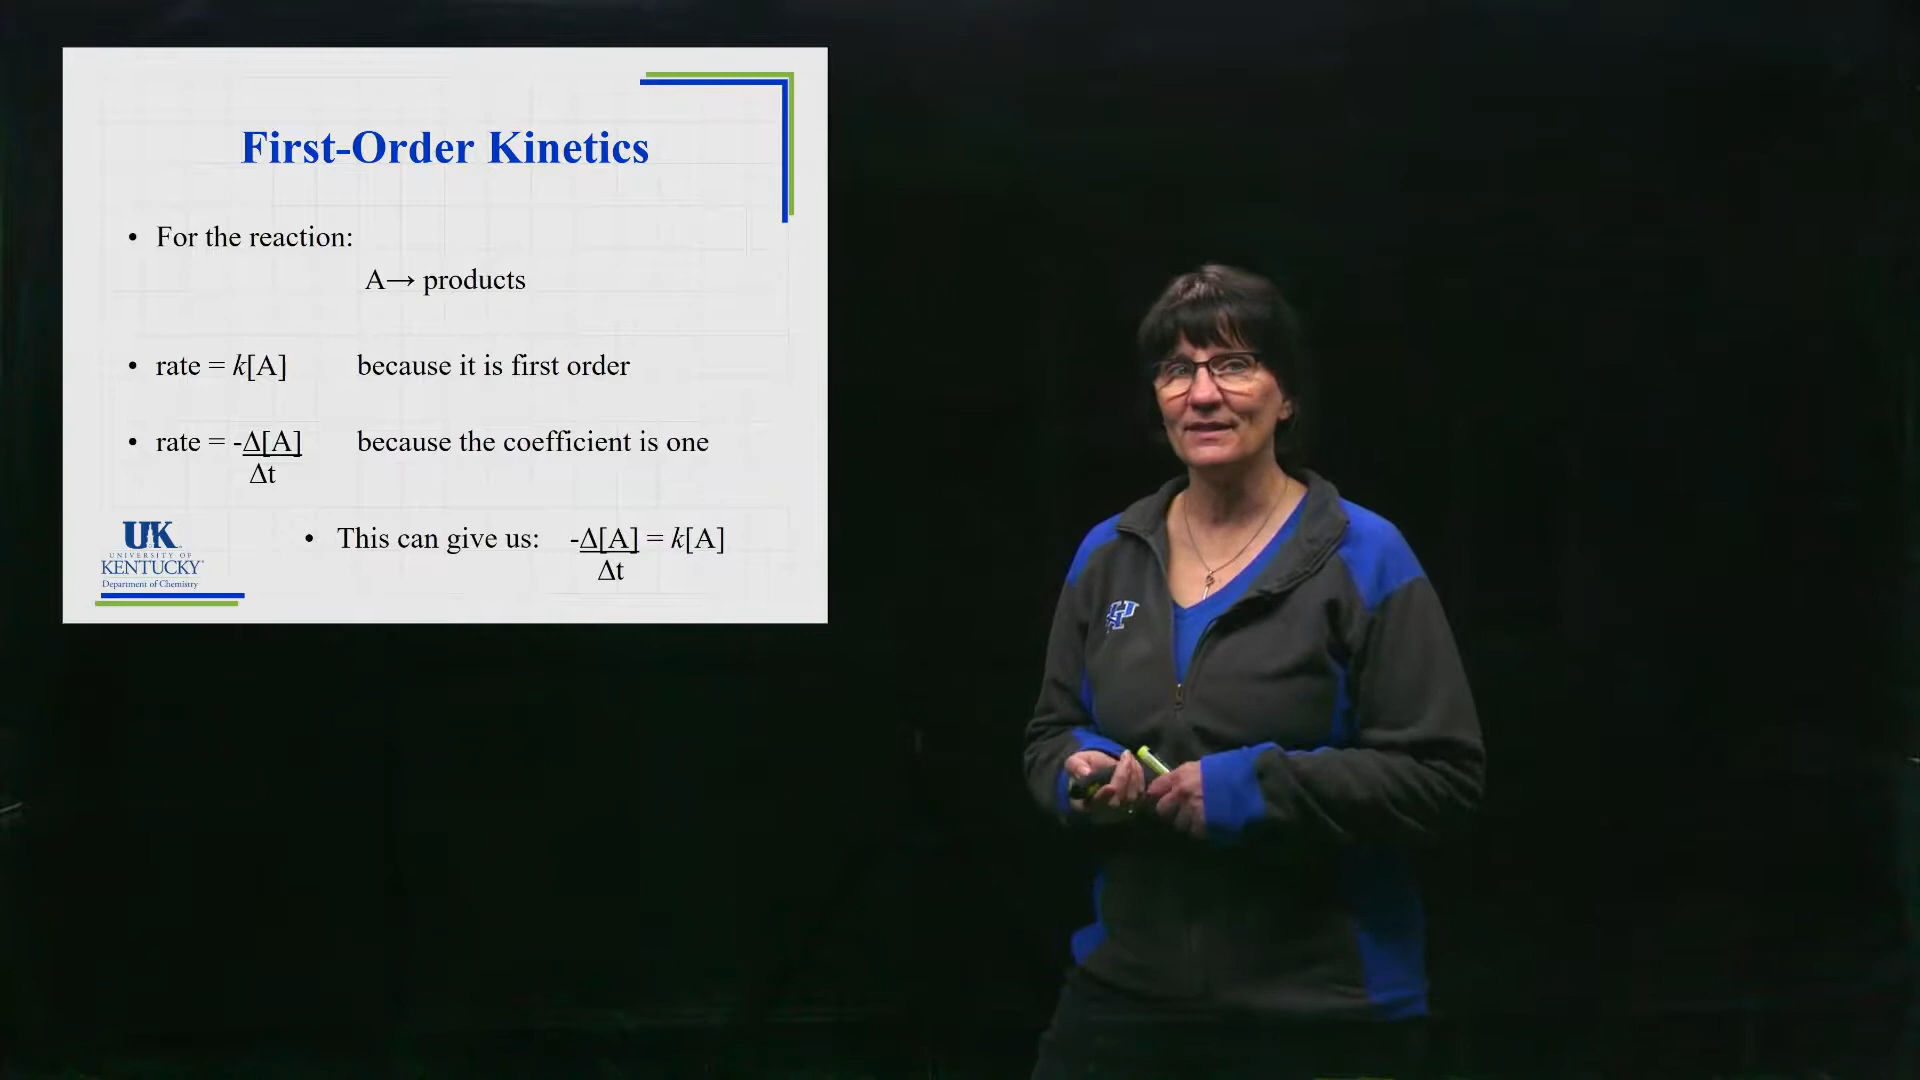 First-Order Kinetics
• For the reaction:
A→ products
• rate = k[A] because it is first order
• rate = -Δ[A] because the coefficient is one
Δt
• This can give us: -Δ[A] = k[A]
Δt
UK
UNIVERSITY OF
KENTUCKY
Department of Chemistry